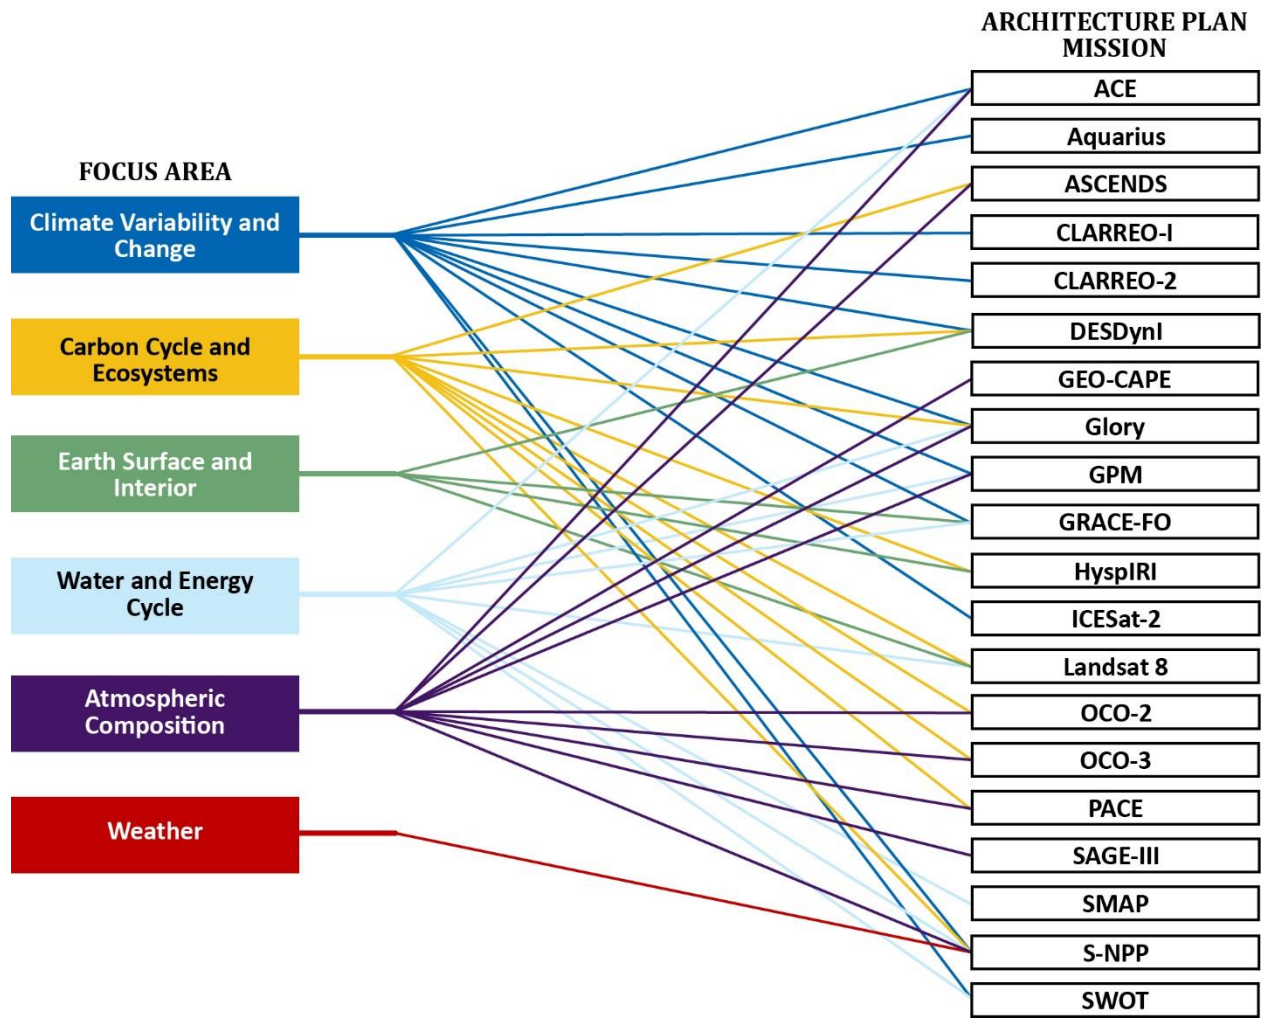 FOCUS AREA
Climate Variability and
Change
Carbon Cycle and
Ecosystems
Earth Surface and
Interior
Water and Energy
Cycle
Atmospheric
Composition
Weather
ARCHITECTURE PLAN
MISSION
ACE
Aquarius
ASCENDS
CLARREO-I
CLARREO-2
DESDynI
GEO-CAPE
Glory
GPM
GRACE-FO
HyspIRI
ICESat-2
Landsat 8
OCO-2
OCO-3
PACE
SAGE-III
SMAP
S-NPP
SWOT